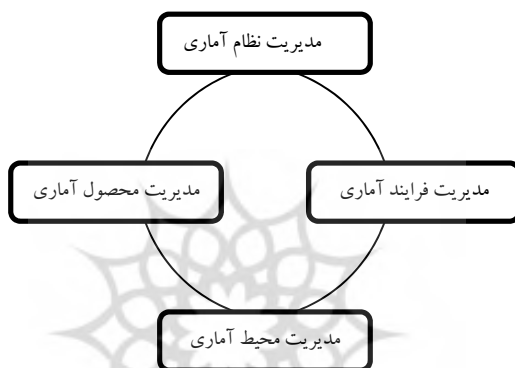 مدیریت نظام آماری
مدیریت فرایند آماری
مدیریت محصول آماری
مدیریت محیط آماری